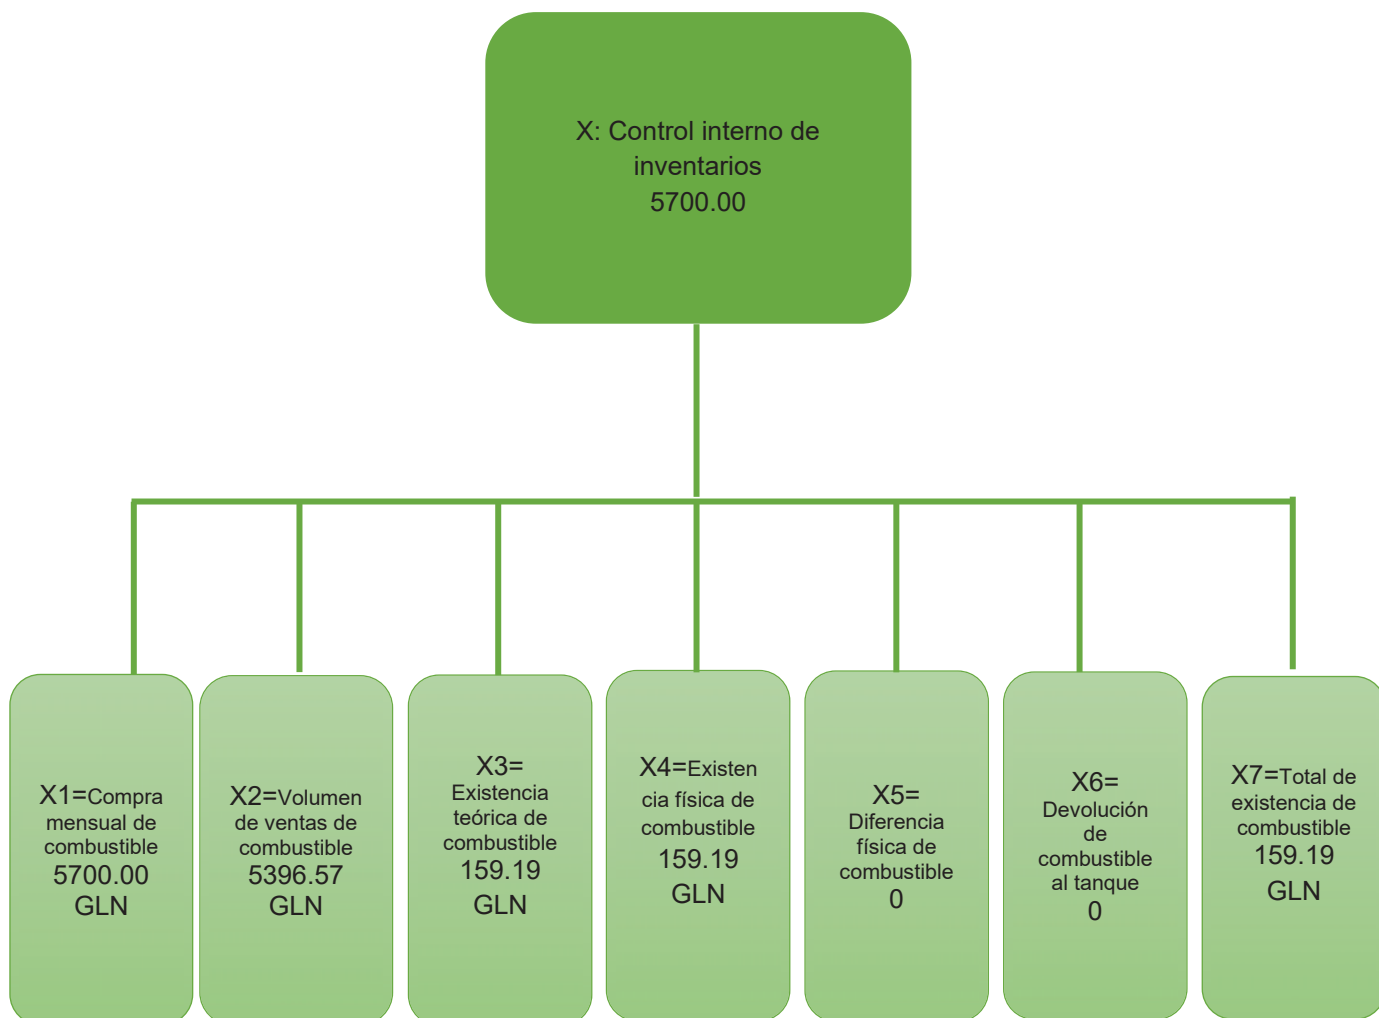 X: Control interno de
inventarios
5700.00
X1=Compra
mensual de
combustible
5700.00
GLN
X2=Volumen
de ventas de
combustible
5396.57
GLN
X3=
Existencia
teórica de
combustible
159.19
GLN
X4=Existen
cia física de
combustible
159.19
GLN
X5=
Diferencia
física de
combustible
0
X6=
Devolución
de
combustible
al tanque
0
X7=Total de
existencia de
combustible
159.19
GLN